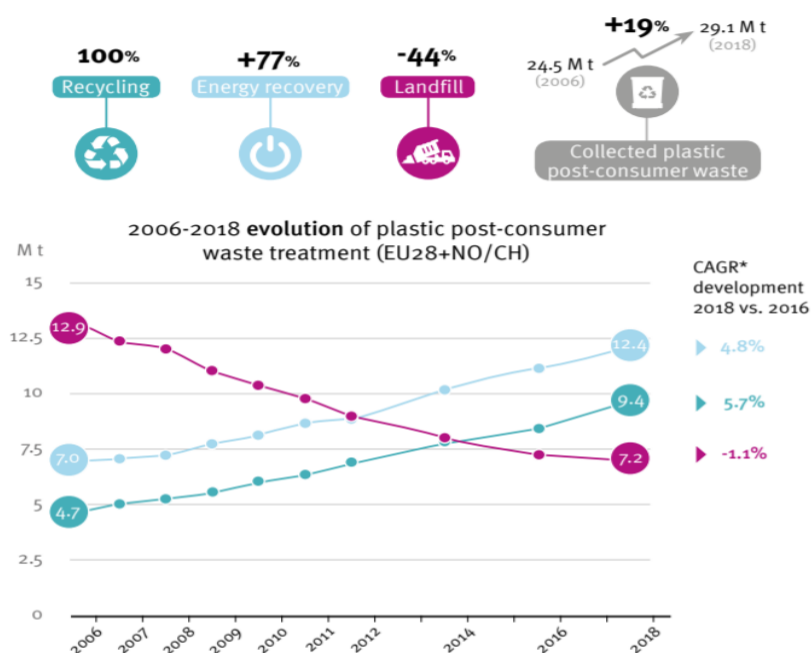 100%
Recycling
+77%
Energy recovery
-44%
Landfill
+19%
24.5 M t
(2006)
29.1 M t
(2018)
Collected plastic
post-consumer waste
2006-2018 evolution of plastic post-consumer
waste treatment (EU28+NO/CH)
M t
15
12.5
10
7.5
5
2.5
0
12.9
7.0
4.7
12.4
9.4
7.2
2006
2007
2008
2009
2010
2011
2012
2014
2016
2018
CAGR*
development
2018 vs. 2016
4.8%
5.7%
-1.1%